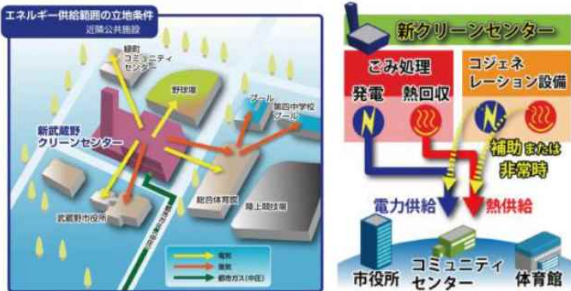 エネルギー供給範囲の立地条件
近隣公共施設
緑町
コミュニティ
センター
野球場
プール
第四中学校
プール
新武蔵野
クリーンセンター
総合体育館
陸上競技場
武蔵野市役所
電気
蒸気
都市ガス(中圧)
新クリーンセンター
ごみ処理
発電
熱回収
コジェネ
レーション設備
補助または
非常時
電力供給
熱供給
市役所
コミュニティ
センター
体育館